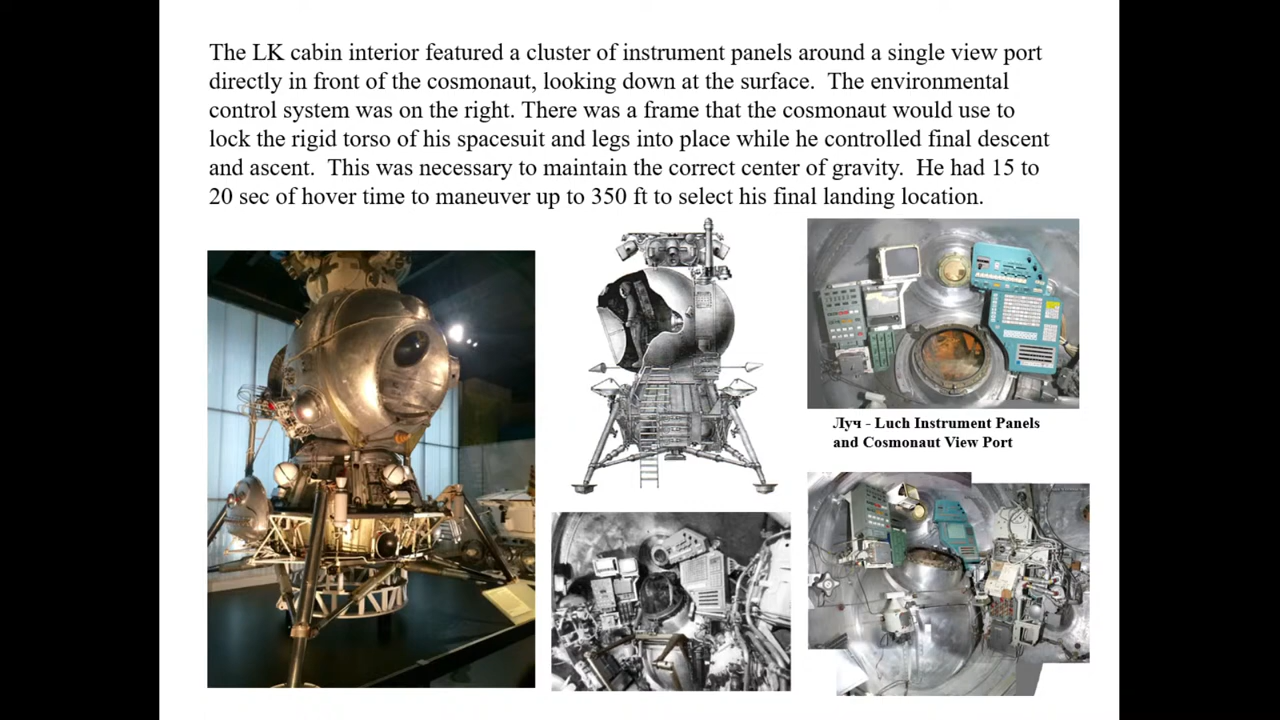 The LK cabin interior featured a cluster of instrument panels around a single view port
directly in front of the cosmonaut, looking down at the surface.  The environmental
control system was on the right. There was a frame that the cosmonaut would use to
lock the rigid torso of his spacesuit and legs into place while he controlled final descent
and ascent.  This was necessary to maintain the correct center of gravity.  He had 15 to
20 sec of hover time to maneuver up to 350 ft to select his final landing location.
Луч - Luch Instrument Panels
and Cosmonaut View Port